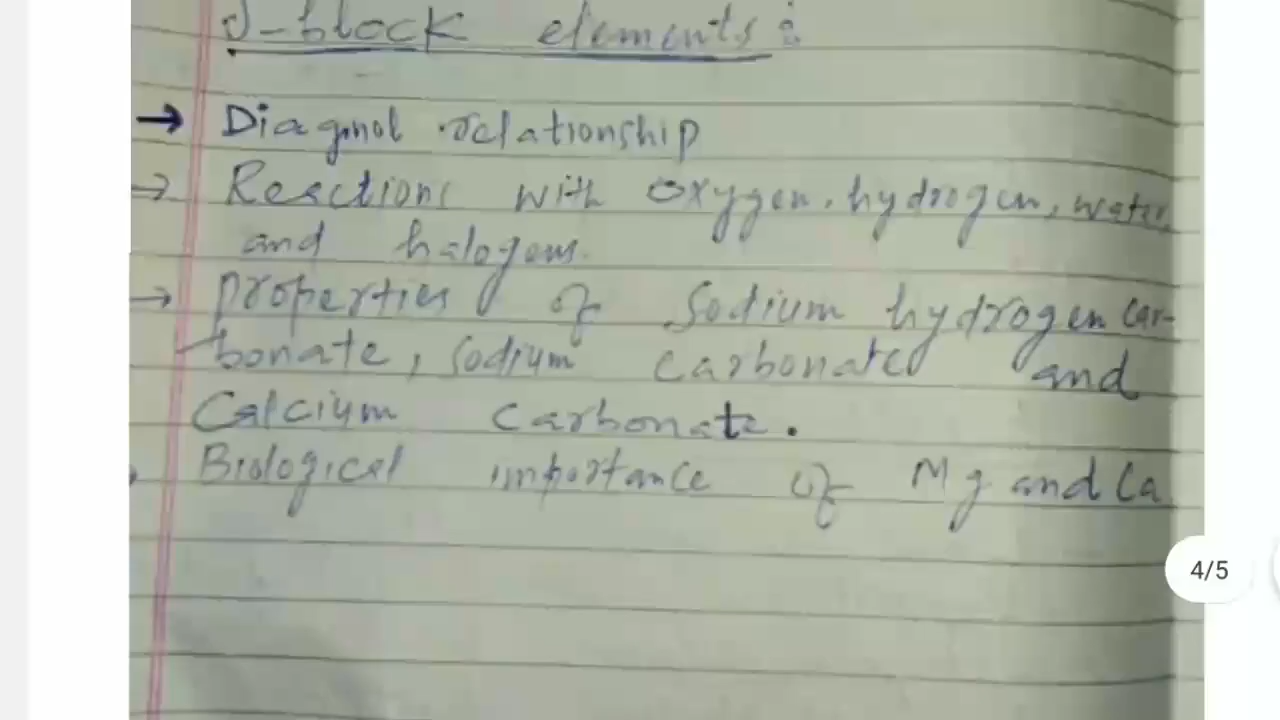 S-block elements:
→ Diagnol relationship
→ Reactions with oxygen, hydrogen, water,
and halogens.
→ properties of Sodium hydrogen car-
bonate, sodium carbonate and
Calcium carbonate.
Biological importance of Mg and Ca
4/5